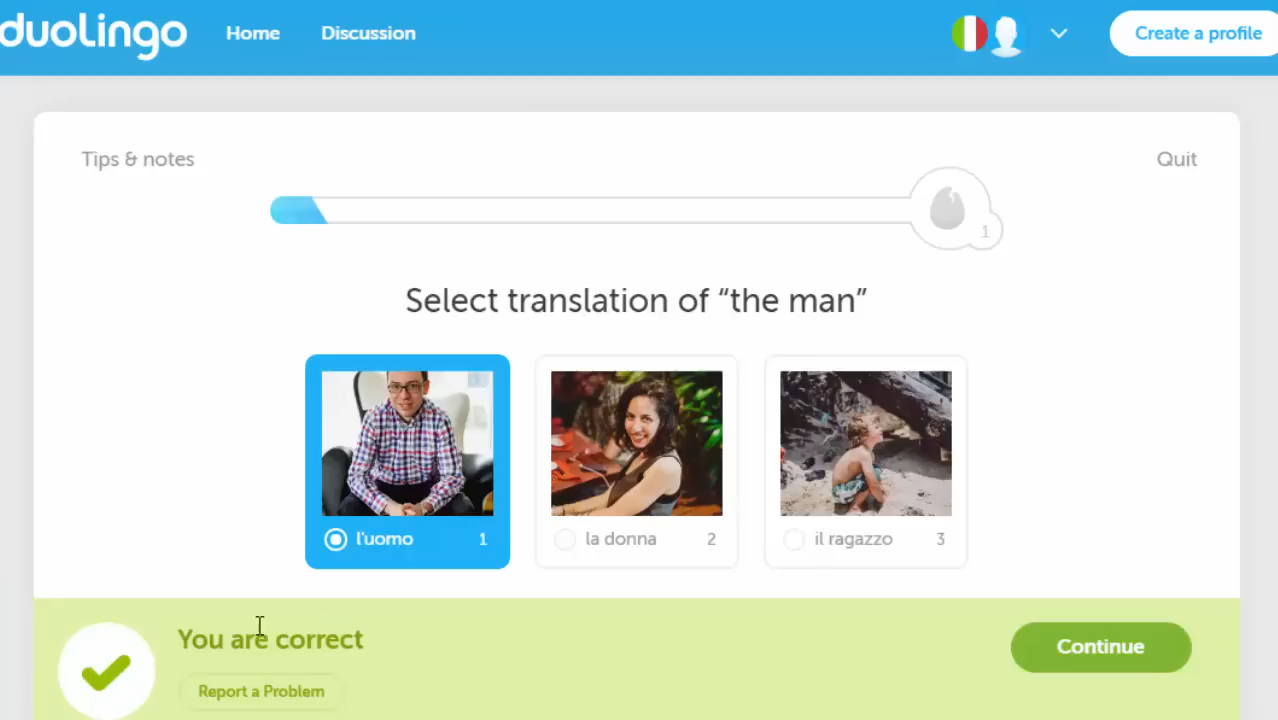 duolingo Home Discussion Create a profile
Tips & notes Quit
1
Select translation of “the man”
l'uomo 1 la donna 2 il ragazzo 3
You are correct Continue
Report a Problem